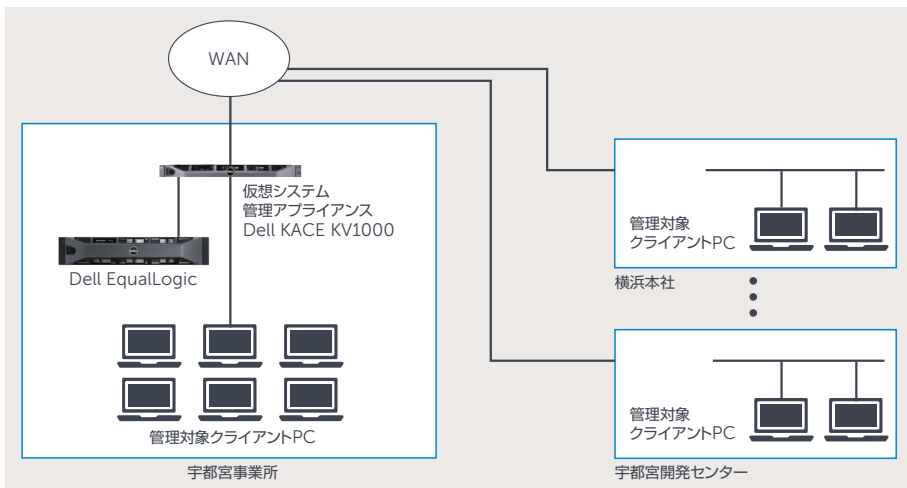 WAN
仮想システム
管理アプライアンス
Dell KACE KV1000
Dell EqualLogic
管理対象クライアントPC
宇都宮事業所
管理対象
クライアントPC
横浜本社
管理対象
クライアントPC
宇都宮開発センター